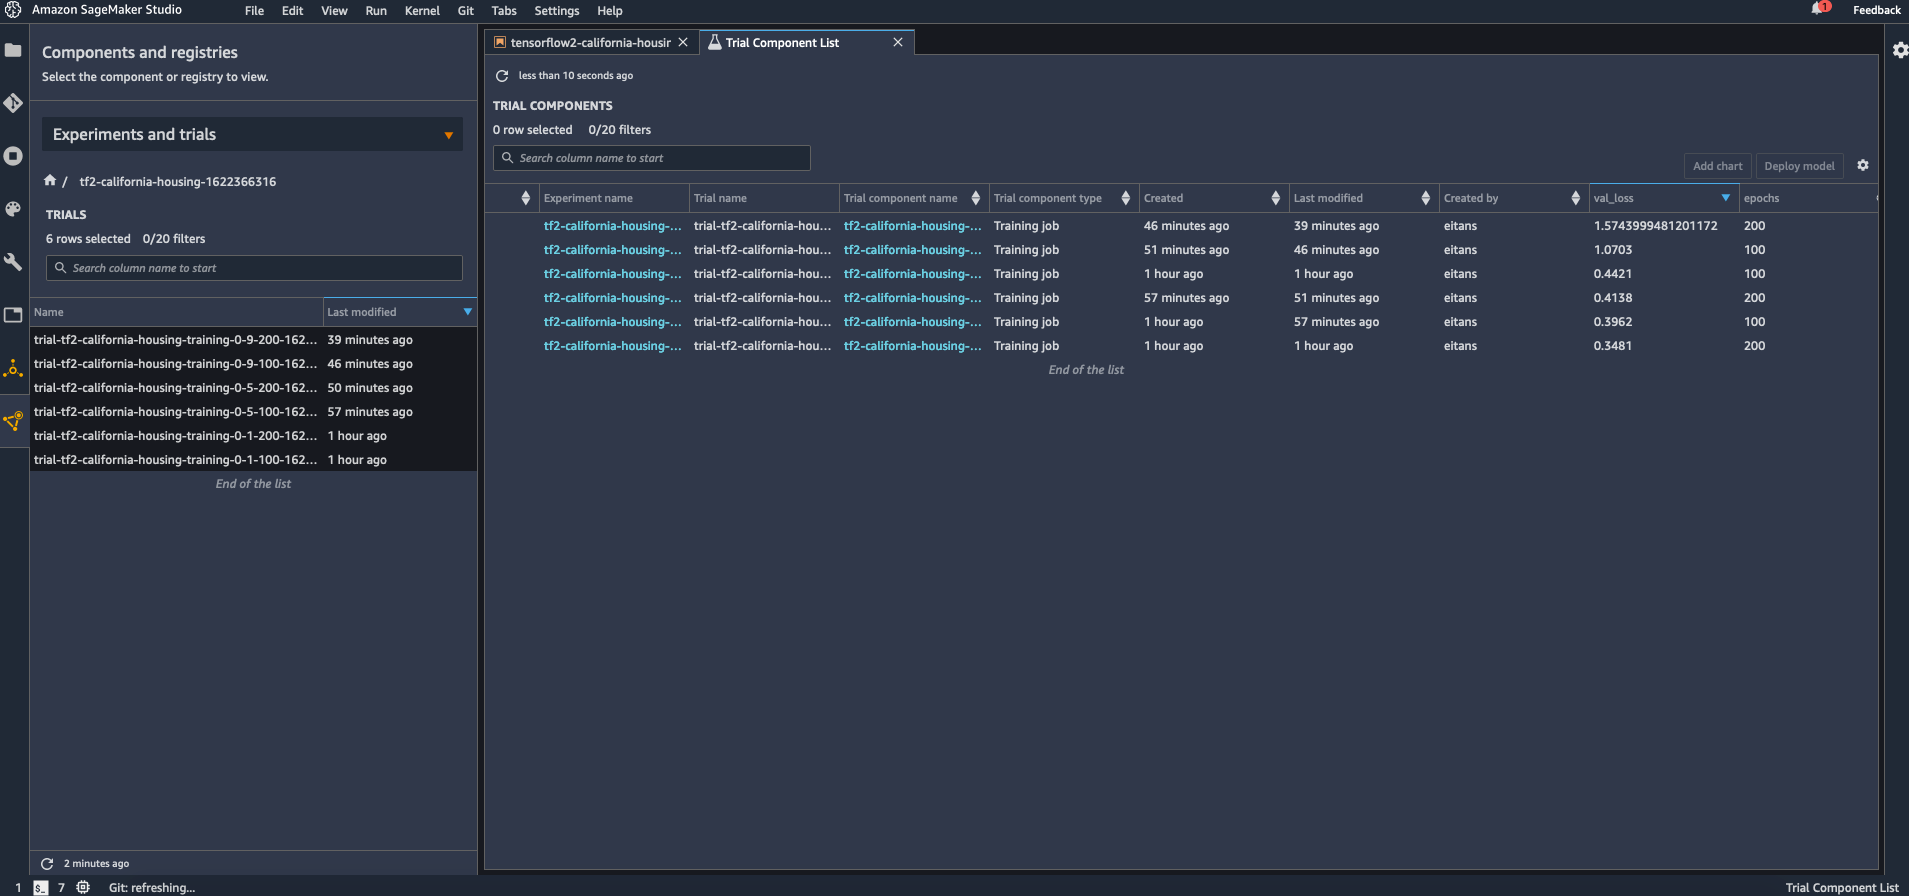 Amazon SageMaker Studio File Edit View Run Kernel Git Tabs Settings Help 1 Feedback
Components and registries
Select the component or registry to view.
Experiments and trials
/ tf2-california-housing-1622366316
TRIALS
6 rows selected 0/20 filters
Search column name to start
Name Last modified
trial-tf2-california-housing-training-0-9-200-162... 39 minutes ago
trial-tf2-california-housing-training-0-9-100-162... 46 minutes ago
trial-tf2-california-housing-training-0-5-200-162... 50 minutes ago
trial-tf2-california-housing-training-0-5-100-162... 57 minutes ago
trial-tf2-california-housing-training-0-1-200-162... 1 hour ago
trial-tf2-california-housing-training-0-1-100-162... 1 hour ago
End of the list
2 minutes ago
tensorflow2-california-housir Trial Component List
less than 10 seconds ago
TRIAL COMPONENTS
0 row selected 0/20 filters
Search column name to start
Add chart Deploy model
Experiment name Trial name Trial component name Trial component type Created Last modified Created by val_loss epochs
tf2-california-housing-... trial-tf2-california-hou... tf2-california-housing-... Training job 46 minutes ago 39 minutes ago eitans 1.5743999481201172 200
tf2-california-housing-... trial-tf2-california-hou... tf2-california-housing-... Training job 51 minutes ago 46 minutes ago eitans 1.0703 100
tf2-california-housing-... trial-tf2-california-hou... tf2-california-housing-... Training job 1 hour ago 1 hour ago eitans 0.4421 100
tf2-california-housing-... trial-tf2-california-hou... tf2-california-housing-... Training job 57 minutes ago 51 minutes ago eitans 0.4138 200
tf2-california-housing-... trial-tf2-california-hou... tf2-california-housing-... Training job 1 hour ago 57 minutes ago eitans 0.3962 100
tf2-california-housing-... trial-tf2-california-hou... tf2-california-housing-... Training job 1 hour ago 1 hour ago eitans 0.3481 200
End of the list
1 $_ 7 Git: refreshing... Trial Component List